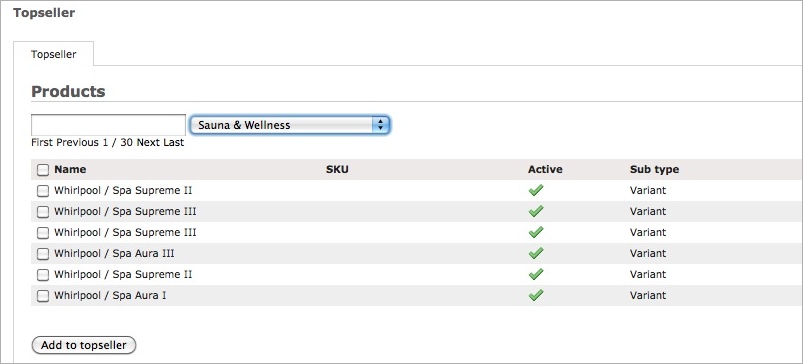 Topseller
Topseller
Products
Sauna & Wellness
First Previous 1 / 30 Next Last
Name SKU Active Sub type
Whirlpool / Spa Supreme II Variant
Whirlpool / Spa Supreme III Variant
Whirlpool / Spa Supreme III Variant
Whirlpool / Spa Aura III Variant
Whirlpool / Spa Supreme II Variant
Whirlpool / Spa Aura I Variant
Add to topseller